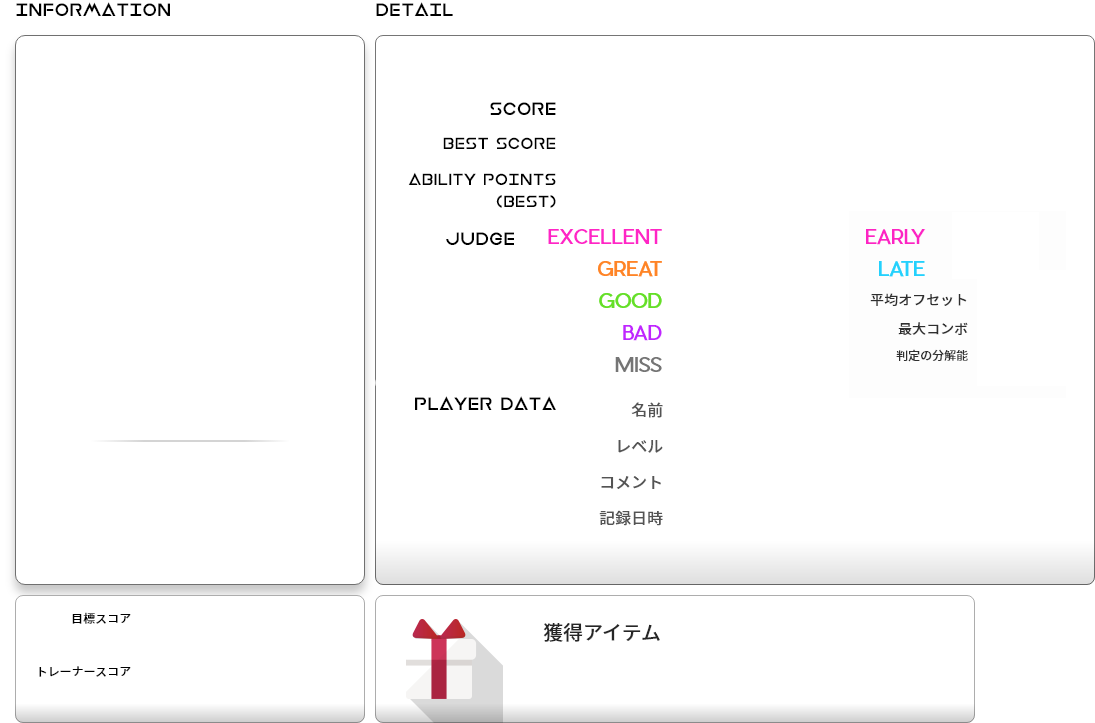 INFORMATION
DETAIL
SCORE
BEST SCORE
ABILITY POINTS
(BEST)
JUDGE
EXCELLENT
GREAT
GOOD
BAD
MISS
EARLY
LATE
平均オフセット
最大コンボ
判定の分解能
PLAYER DATA
名前
レベル
コメント
記録日時
目標スコア
トレーナースコア
獲得アイテム